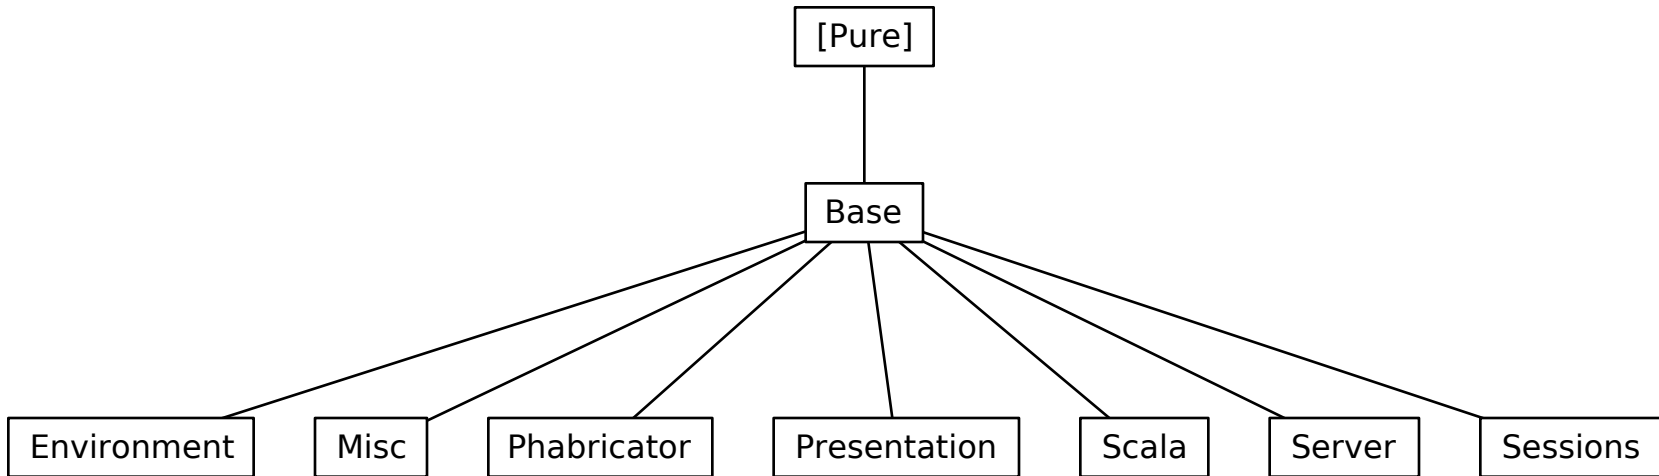 [Pure]
Base
Environment
Misc
Phabricator
Presentation
Scala
Server
Sessions